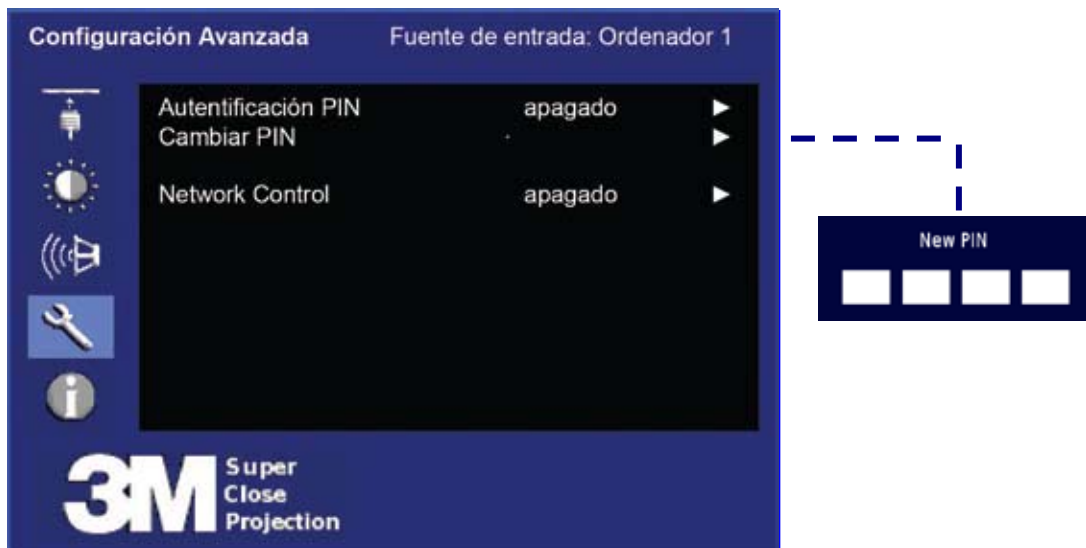 Configuración Avanzada Fuente de entrada: Ordenador 1
Autentificación PIN apagado ►
Cambiar PIN ►
Network Control apagado ►
New PIN
3M Super
Close
Projection